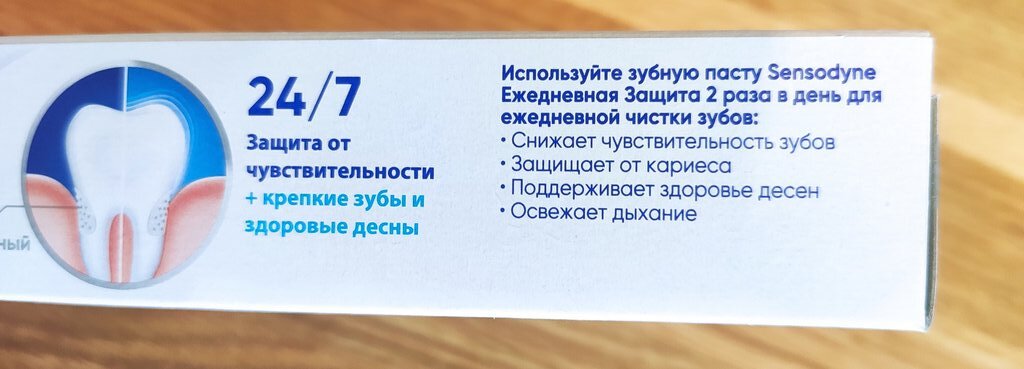 24/7
Защита от
чувствительности
+ крепкие зубы и
здоровые десны
Используйте зубную пасту Sensodyne
Ежедневная Защита 2 раза в день для
ежедневной чистки зубов:
• Снижает чувствительность зубов
• Защищает от кариеса
• Поддерживает здоровье десен
• Освежает дыхание